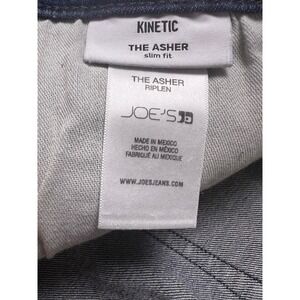 KINETIC
THE ASHER
slim fit
THE ASHER
RIPLEN
JOE'S
MADE IN MEXICO
HECHO EN MÉXICO
FABRIQUÉ AU MEXIQUE
WWW.JOESJEANS.COM